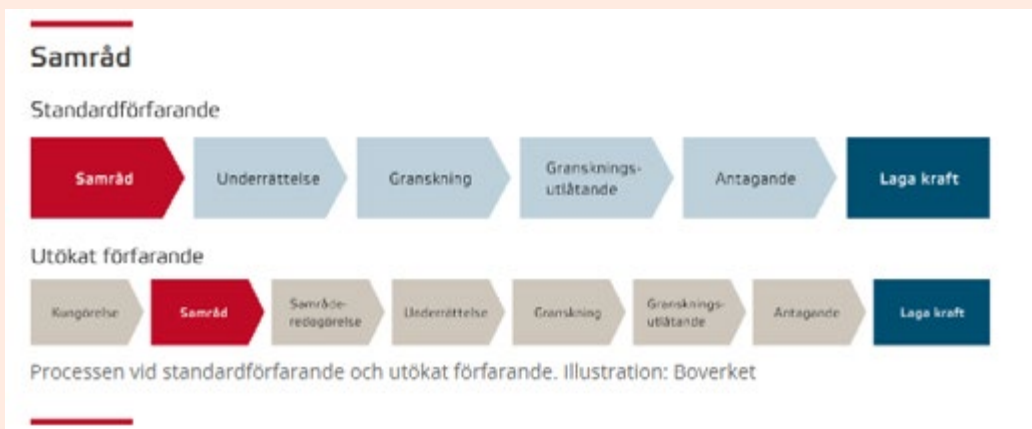 Samråd
Standardförfarande
Samråd
Underrättelse
Granskning
Gransknings-
utlåtande
Antagande
Laga kraft
Utökat förfarande
Kungörelse
Samråd
Samråds-
redogörelse
Underrättelse
Granskning
Gransknings-
utlåtande
Antagande
Laga kraft
Processen vid standardförfarande och utökat förfarande. Illustration: Boverket